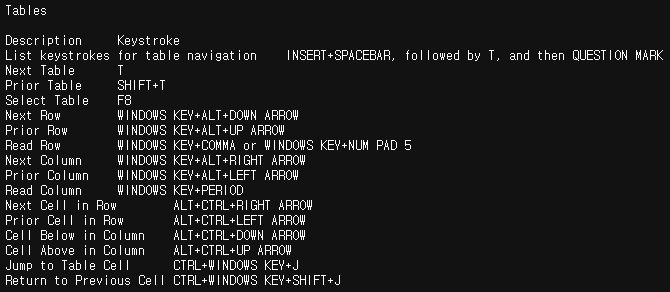 Tables
Description Keystroke
List keystrokes for table navigation INSERT+SPACEBAR, followed by T, and then QUESTION MARK
Next Table T
Prior Table SHIFT+T
Select Table F8
Next Row WINDOWS KEY+ALT+DOWN ARROW
Prior Row WINDOWS KEY+ALT+UP ARROW
Read Row WINDOWS KEY+COMMA or WINDOWS KEY+NUM PAD 5
Next Column WINDOWS KEY+ALT+RIGHT ARROW
Prior Column WINDOWS KEY+ALT+LEFT ARROW
Read Column WINDOWS KEY+PERIOD
Next Cell in Row ALT+CTRL+RIGHT ARROW
Prior Cell in Row ALT+CTRL+LEFT ARROW
Cell Below in Column ALT+CTRL+DOWN ARROW
Cell Above in Column ALT+CTRL+UP ARROW
Jump to Table Cell CTRL+WINDOWS KEY+J
Return to Previous Cell CTRL+WINDOWS KEY+SHIFT+J